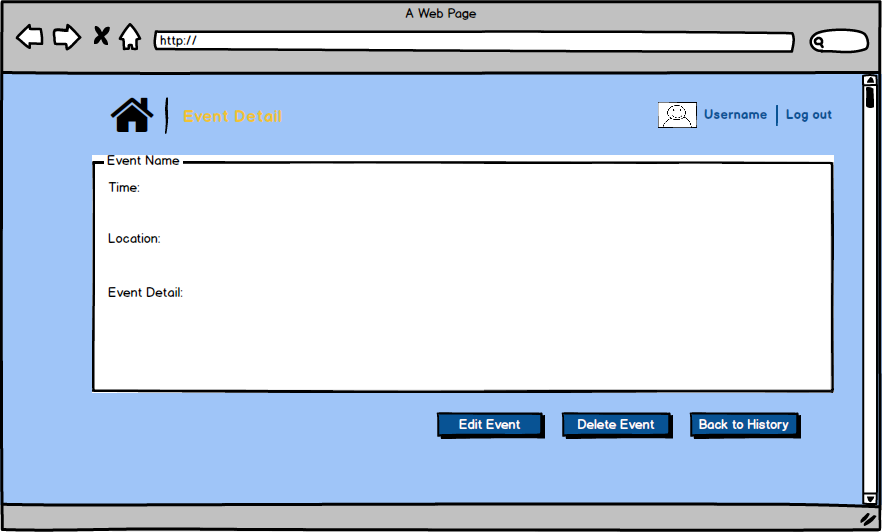 A Web Page
http://
Event Detail
Username
Log out
Event Name
Time:
Location:
Event Detail:
Edit Event
Delete Event
Back to History